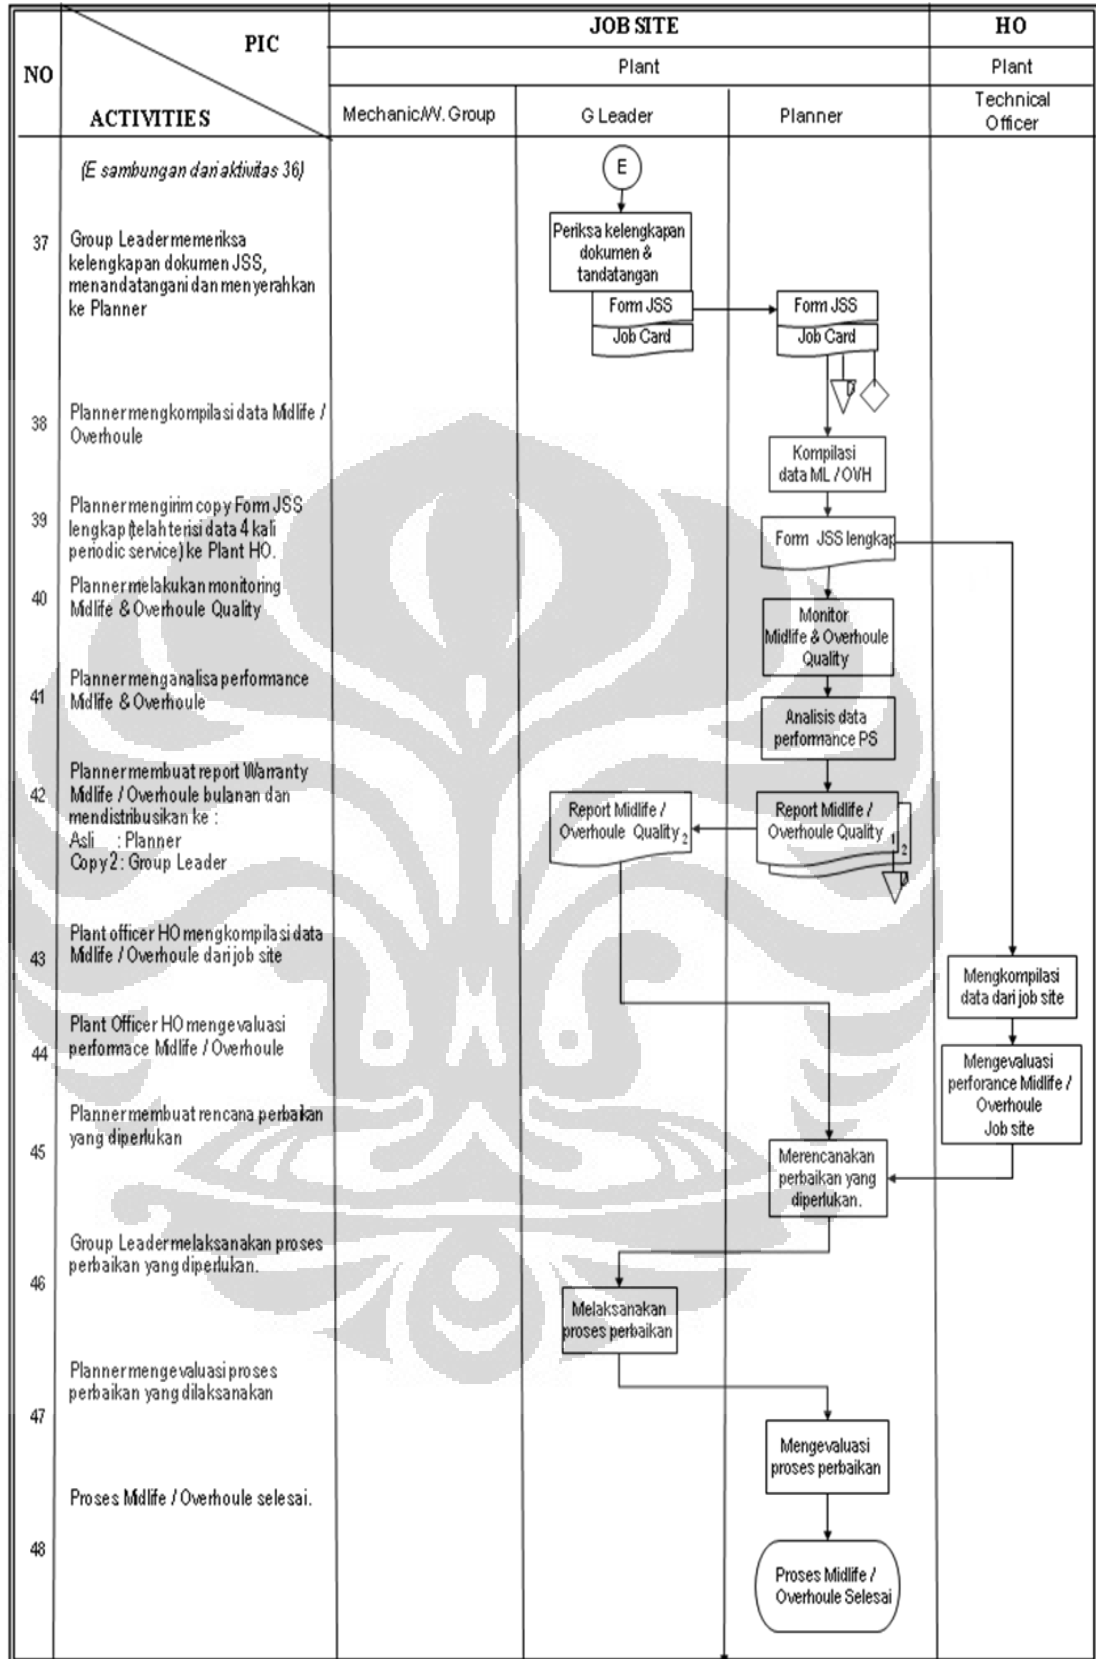 JOB SITE
HO
PIC
NO
Plant
Plant
ACTIVITIES
Mechanic/W. Group
G Leader
Planner
Technical
Officer
(E sambungan dari aktivitas 36)
E
37
Group Leader memeriksa
kelengkapan dokumen JSS,
menandatangani dan menyerahkan
ke Planner
Periksa kelengkapan
dokumen &
tandatangan
Form JSS
Job Card
Form JSS
Job Card
38
Planner mengkompilasi data Midlife /
Overhoule
Kompilasi
data ML / OVH
39
Planner mengirim copy Form JSS
lengkap (telah terisi data 4 kali
periodic service) ke Plant HO.
Form JSS lengkap
40
Planner melakukan monitoring
Midlife & Overhoule Quality
Monitor
Midlife & Overhoule
Quality
41
Planner menganalisa performance
Midlife & Overhoule
Analisis data
performance PS
42
Planner membuat report Warranty
Midlife / Overhoule bulanan dan
mendistribusikan ke :
Asli : Planner
Copy 2 : Group Leader
Report Midlife /
Overhoule Quality 2
Report Midlife /
Overhoule Quality 1
2
43
Plant officer HO mengkompilasi data
Midlife / Overhoule dari job site
Mengkompilasi
data dari job site
44
Plant Officer HO mengevaluasi
performace Midlife / Overhoule
Mengevaluasi
perforance Midlife /
Overhoule
Job site
45
Planner membuat rencana perbaikan
yang diperlukan
Merencanakan
perbaikan yang
diperlukan.
46
Group Leader melaksanakan proses
perbaikan yang diperlukan.
Melaksanakan
proses perbaikan
47
Planner mengevaluasi proses
perbaikan yang dilaksanakan
Mengevaluasi
proses perbaikan
48
Proses Midlife / Overhoule selesai.
Proses Midlife /
Overhoule Selesai